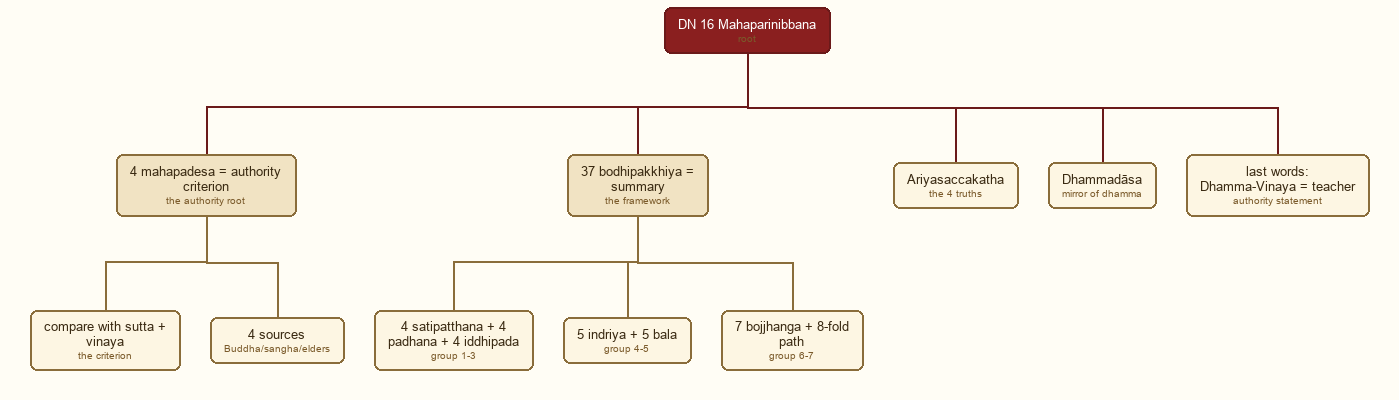 DN 16 Mahaparinibbana
root
4 mahapadesa = authority
criterion
the authority root
37 bodhipakkhiya =
summary
the framework
Ariyasaccakatha
the 4 truths
Dhammadāsa
mirror of dhamma
last words:
Dhamma-Vinaya = teacher
authority statement
compare with sutta +
vinaya
the criterion
4 sources
Buddha/sangha/elders
4 satipatthana + 4
padhana + 4 iddhipada
group 1-3
5 indriya + 5 bala
group 4-5
7 bojjhanga + 8-fold
path
group 6-7